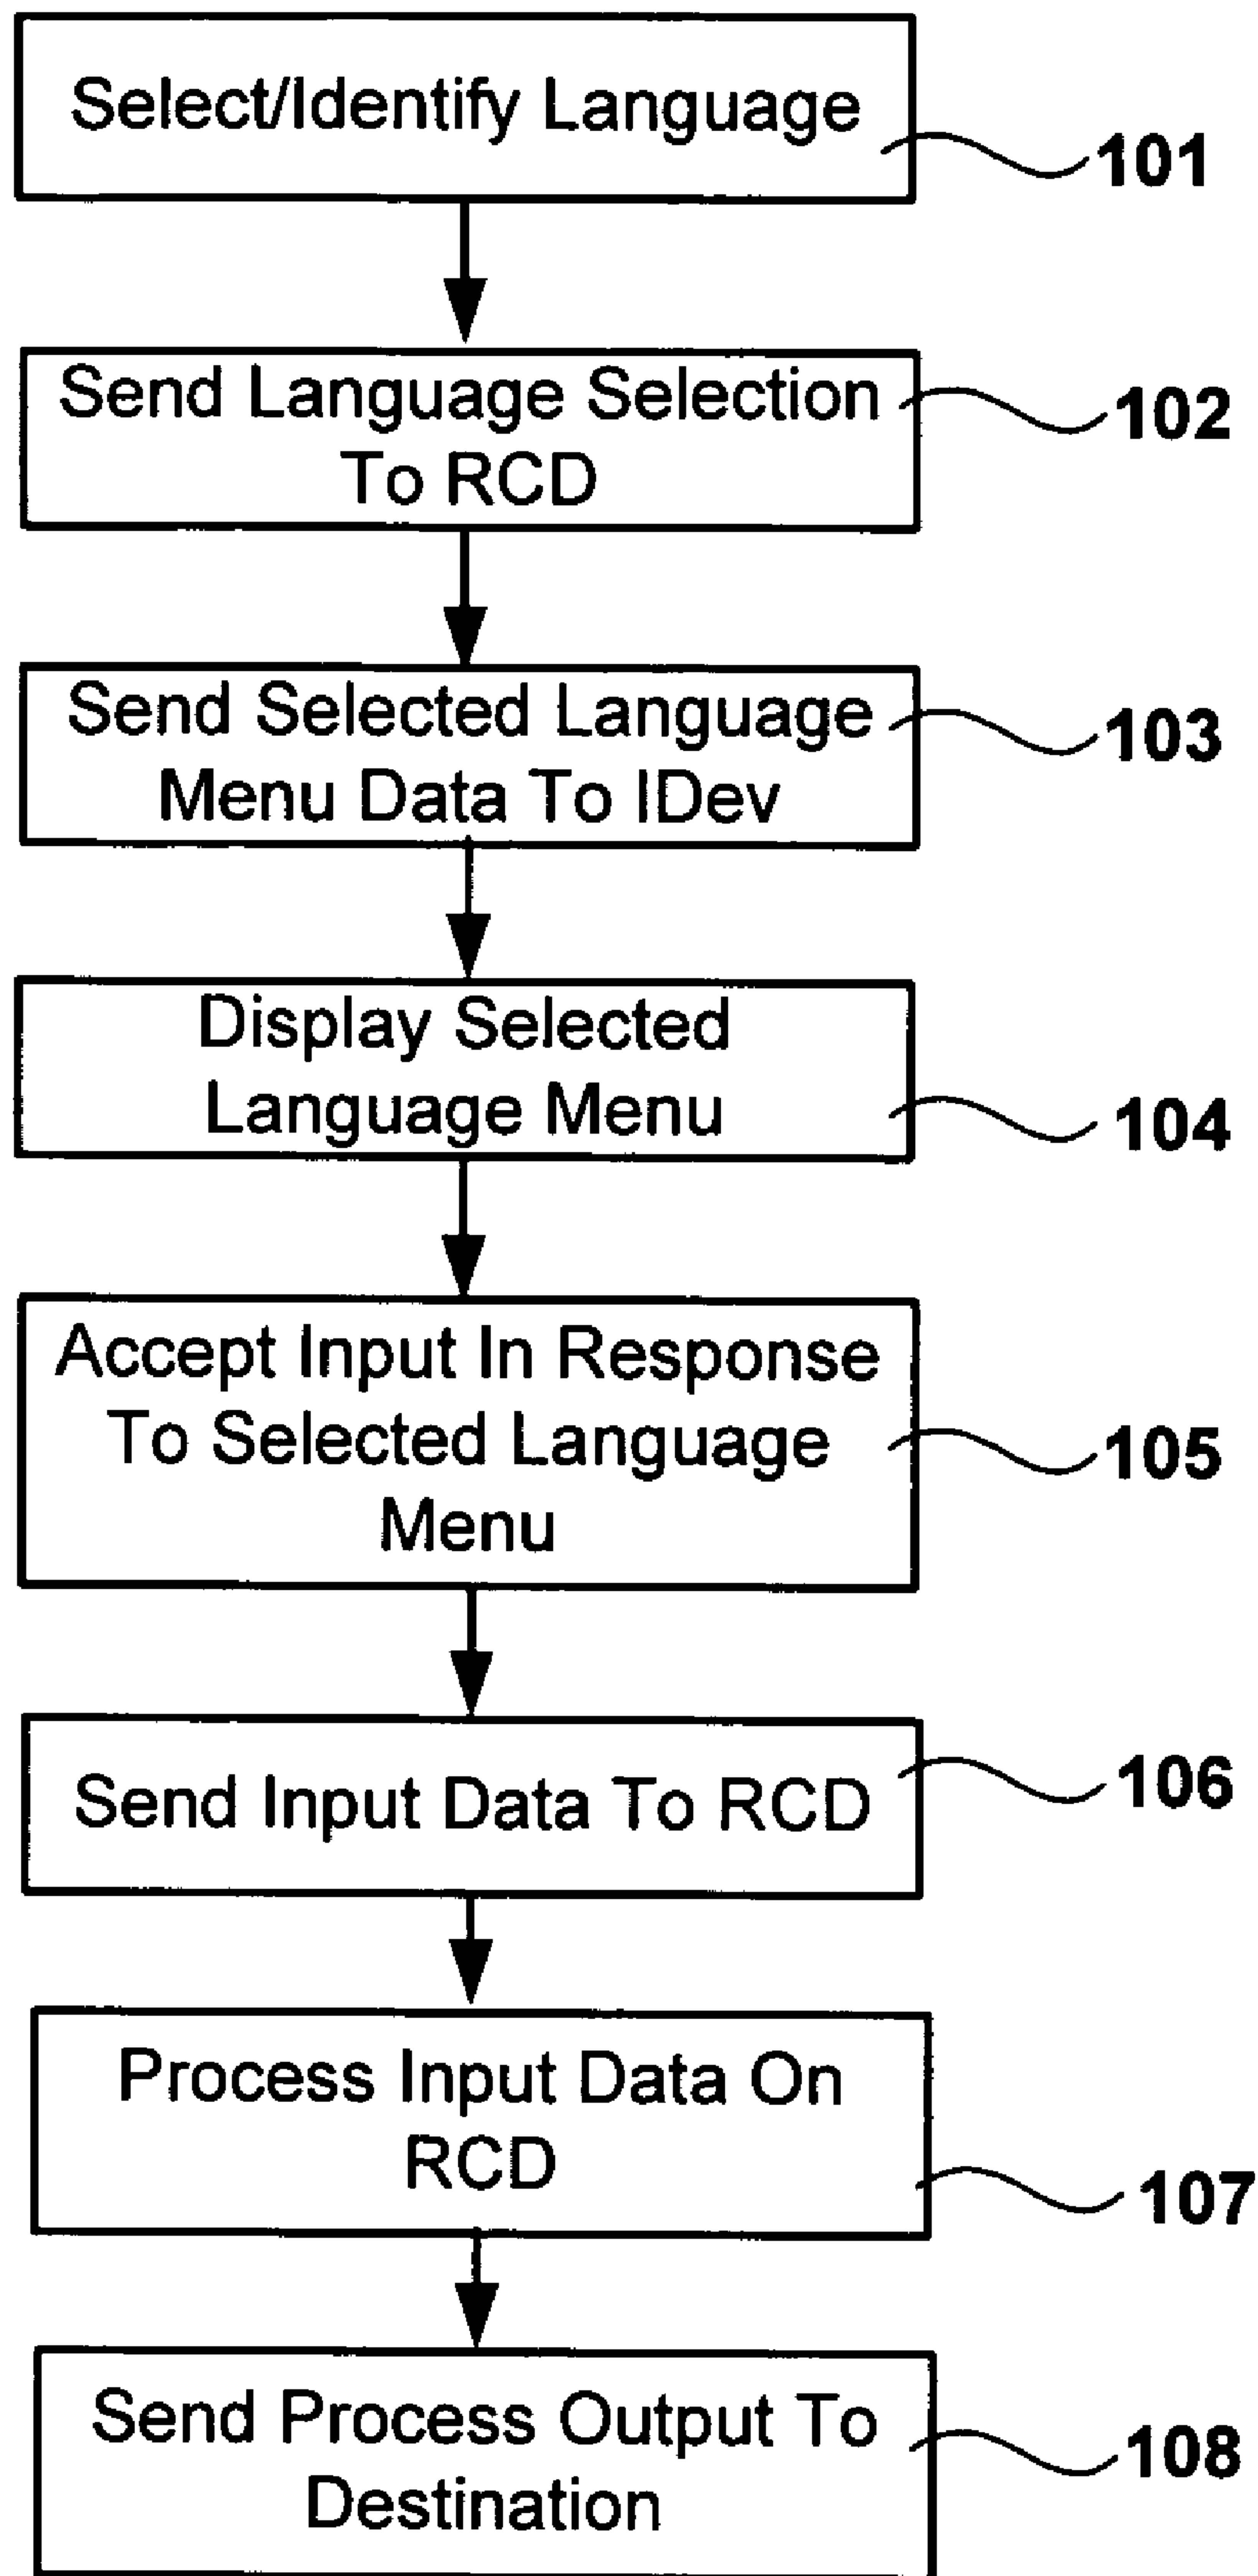 Select/Identify Language
101
Send Language Selection
To RCD
102
Send Selected Language
Menu Data To IDev
103
Display Selected
Language Menu
104
Accept Input In Response
To Selected Language
Menu
105
Send Input Data To RCD
106
Process Input Data On
RCD
107
Send Process Output To
Destination
108